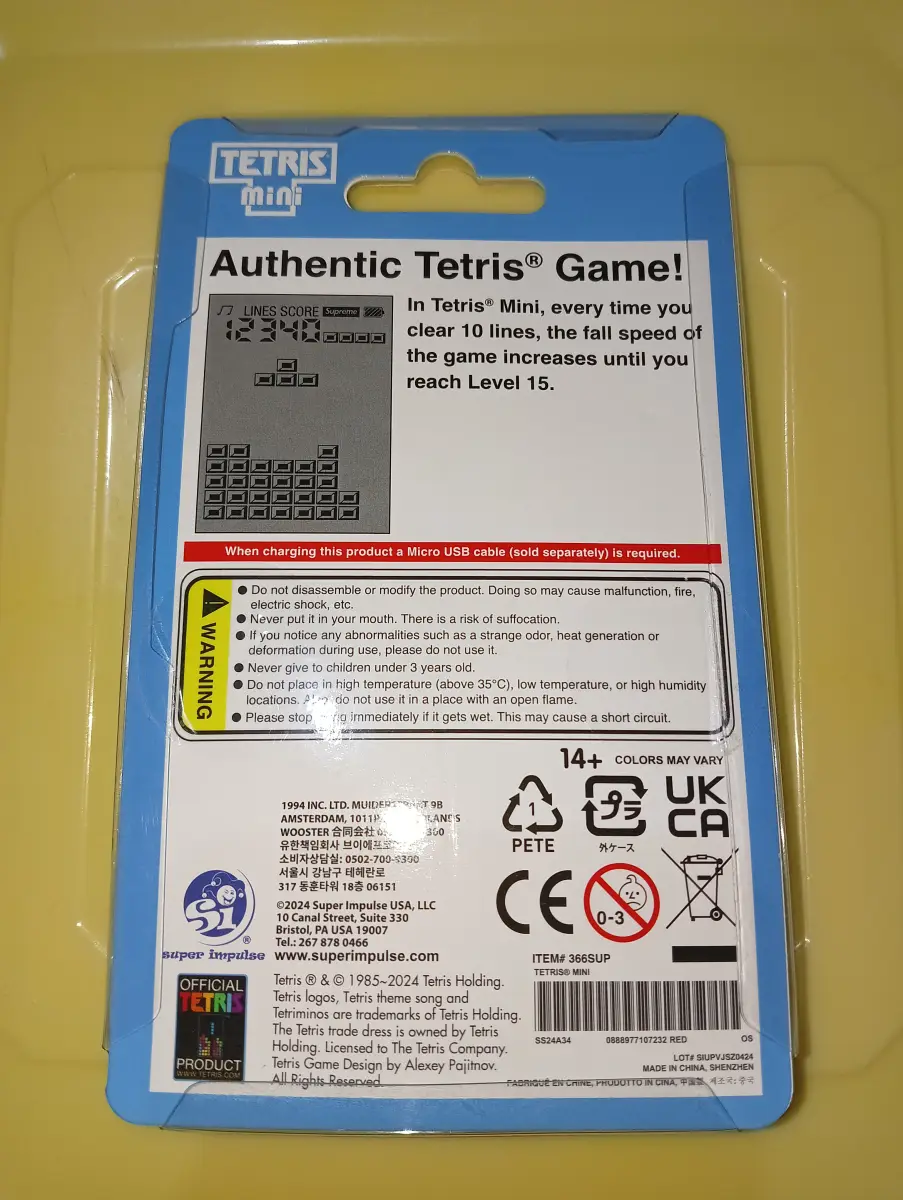 TETRIS®
mini
Authentic Tetris® Game!
In Tetris® Mini, every time you
clear 10 lines, the fall speed of
the game increases until you
reach Level 15.
LINES SCORE Supreme
12340
When charging this product a Micro USB cable (sold separately) is required.
WARNING
● Do not disassemble or modify the product. Doing so may cause malfunction, fire,
electric shock, etc.
● Never put it in your mouth. There is a risk of suffocation.
● If you notice any abnormalities such as a strange odor, heat generation or
deformation during use, please do not use it.
● Never give to children under 3 years old.
● Do not place in high temperature (above 35°C), low temperature, or high humidity
locations. do not use it in a place with an open flame.
● Please stop immediately if it gets wet. This may cause a short circuit.
14+ COLORS MAY VARY
1
PETE
プラ
外ケース
UK
CA
CE
0-3
1994 INC. LTD. 9B
AMSTERDAM,
WOOSTER 合同会社
유한책임회사
소비자상담실:
서울시 강남구 테헤란로
317 동훈타워 18층 06151
©2024 Super Impulse USA, LLC
10 Canal Street, Suite 330
Bristol, PA USA 19007
Tel.: 267 878 0466
www.superimpulse.com
Si®
super impulse
OFFICIAL
TETRIS
PRODUCT
WWW.TETRIS.COM
Tetris ® & © 1985~2024 Tetris Holding.
Tetris logos, Tetris theme song and
Tetriminos are trademarks of Tetris Holding.
The Tetris trade dress is owned by Tetris
Holding. Licensed to The Tetris Company.
Tetris Game Design by Alexey Pajitnov.
All Rights Reserved.
ITEM# 366SUP
TETRIS® MINI
SS24A34 0888977107232 RED OS
LOT# SIUPVJSZ0424
MADE IN CHINA, SHENZHEN
FABRIQUÉ EN CHINE, PRODOTTO IN CINA, 中国製, 제조국: 중국